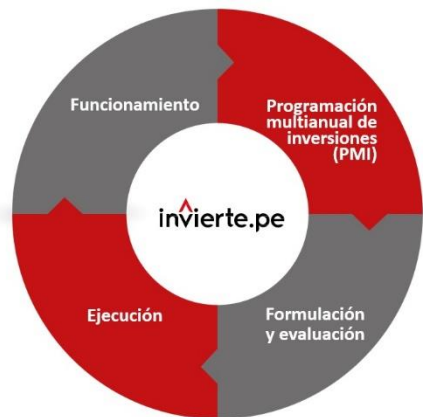 Funcionamiento
Programación
multianual de
inversiones
(PMI)
invierte.pe
Ejecución
Formulación
y evaluación